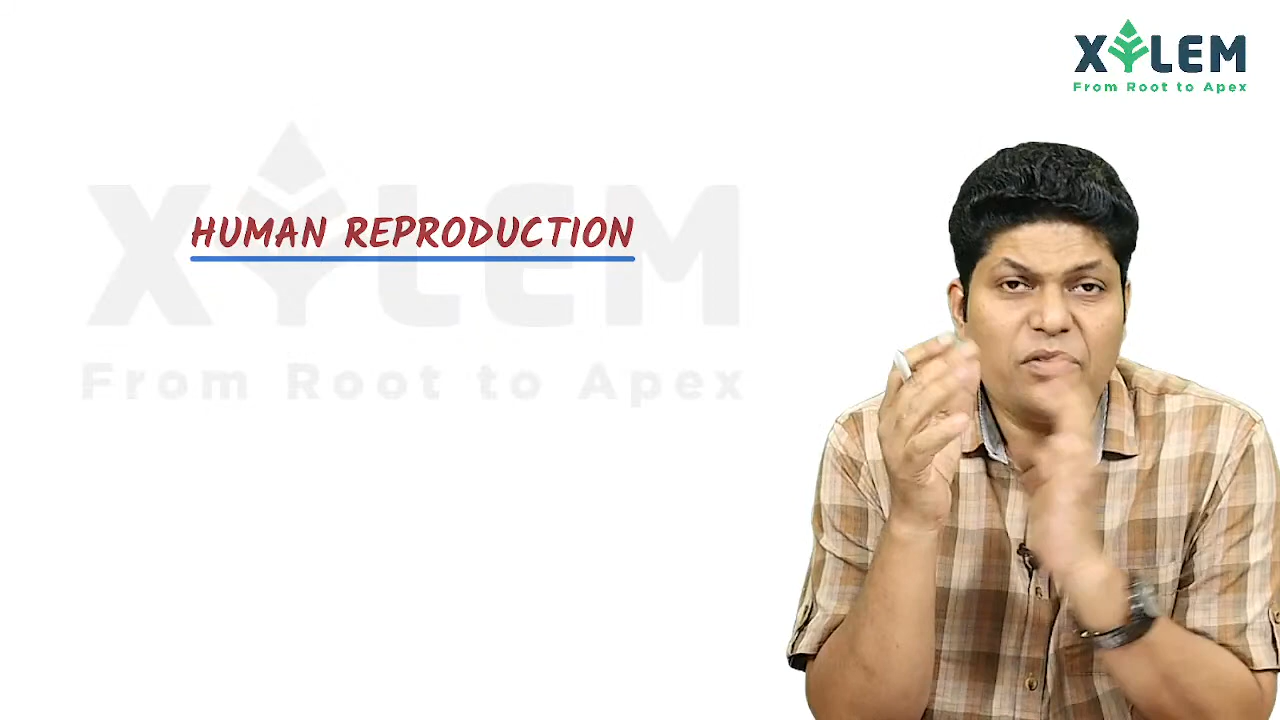 XYLEM
From Root to Apex
XYLEM
HUMAN REPRODUCTION
From Root to Apex